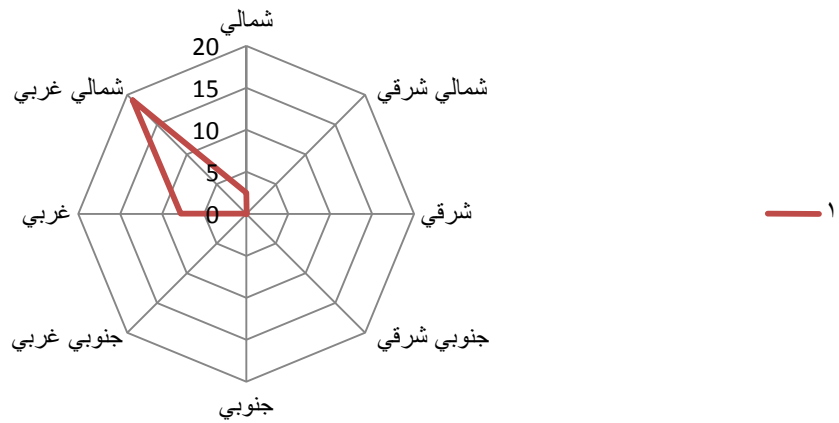 شمالي
20
شمالي شرقي
شمالي غربي
15
10
5
شرقي
0
غربي
١
جنوبي شرقي
جنوبي غربي
جنوبي